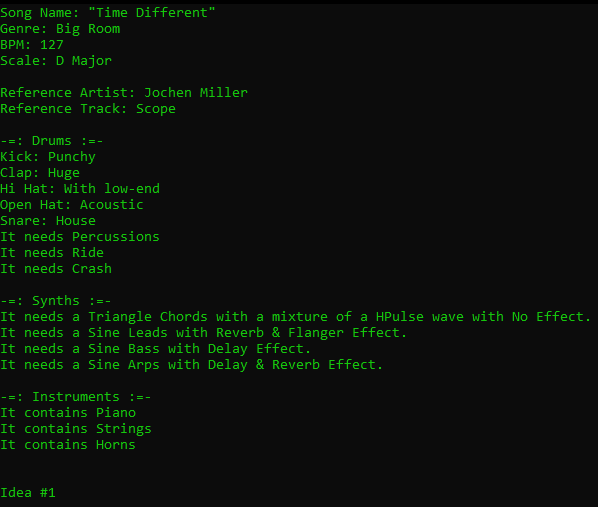 Song Name: "Time Different"
Genre: Big Room
BPM: 127
Scale: D Major
Reference Artist: Jochen Miller
Reference Track: Scope
-=: Drums :=-
Kick: Punchy
Clap: Huge
Hi Hat: With low-end
Open Hat: Acoustic
Snare: House
It needs Percussions
It needs Ride
It needs Crash
-=: Synths :=-
It needs a Triangle Chords with a mixture of a HPulse wave with No Effect.
It needs a Sine Leads with Reverb & Flanger Effect.
It needs a Sine Bass with Delay Effect.
It needs a Sine Arps with Delay & Reverb Effect.
-=: Instruments :=-
It contains Piano
It contains Strings
It contains Horns
Idea #1